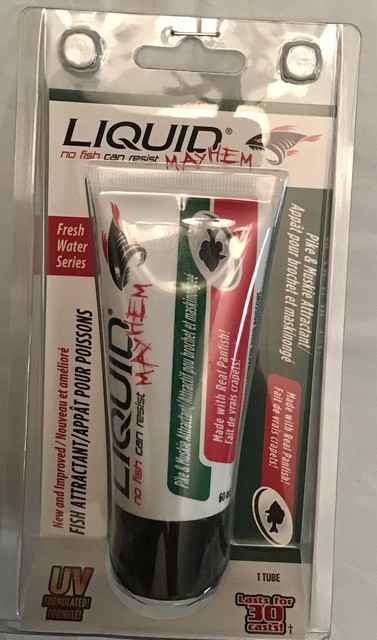 LIQUID®
MAYHEM
no fish can resist
Fresh
Water
Series
New and Improved / Nouveau et amélioré
FISH ATTRACTANT/APPÂT POUR POISSONS
Pike & Muskie Attractant/
Appât pour brochet et maskinongé
Made with Real Panfish!
Fait de vrais crapets!
LIQUID
MAYHEM
no fish can resist
Pike & Muskie Attractant/Attractif pou brochet et maskinongé
Made with Real Panfish!
Fait de vrais crapets!
UV
FORMULATED!
FORMULE!
1 TUBE
Lasts for
30
casts!†